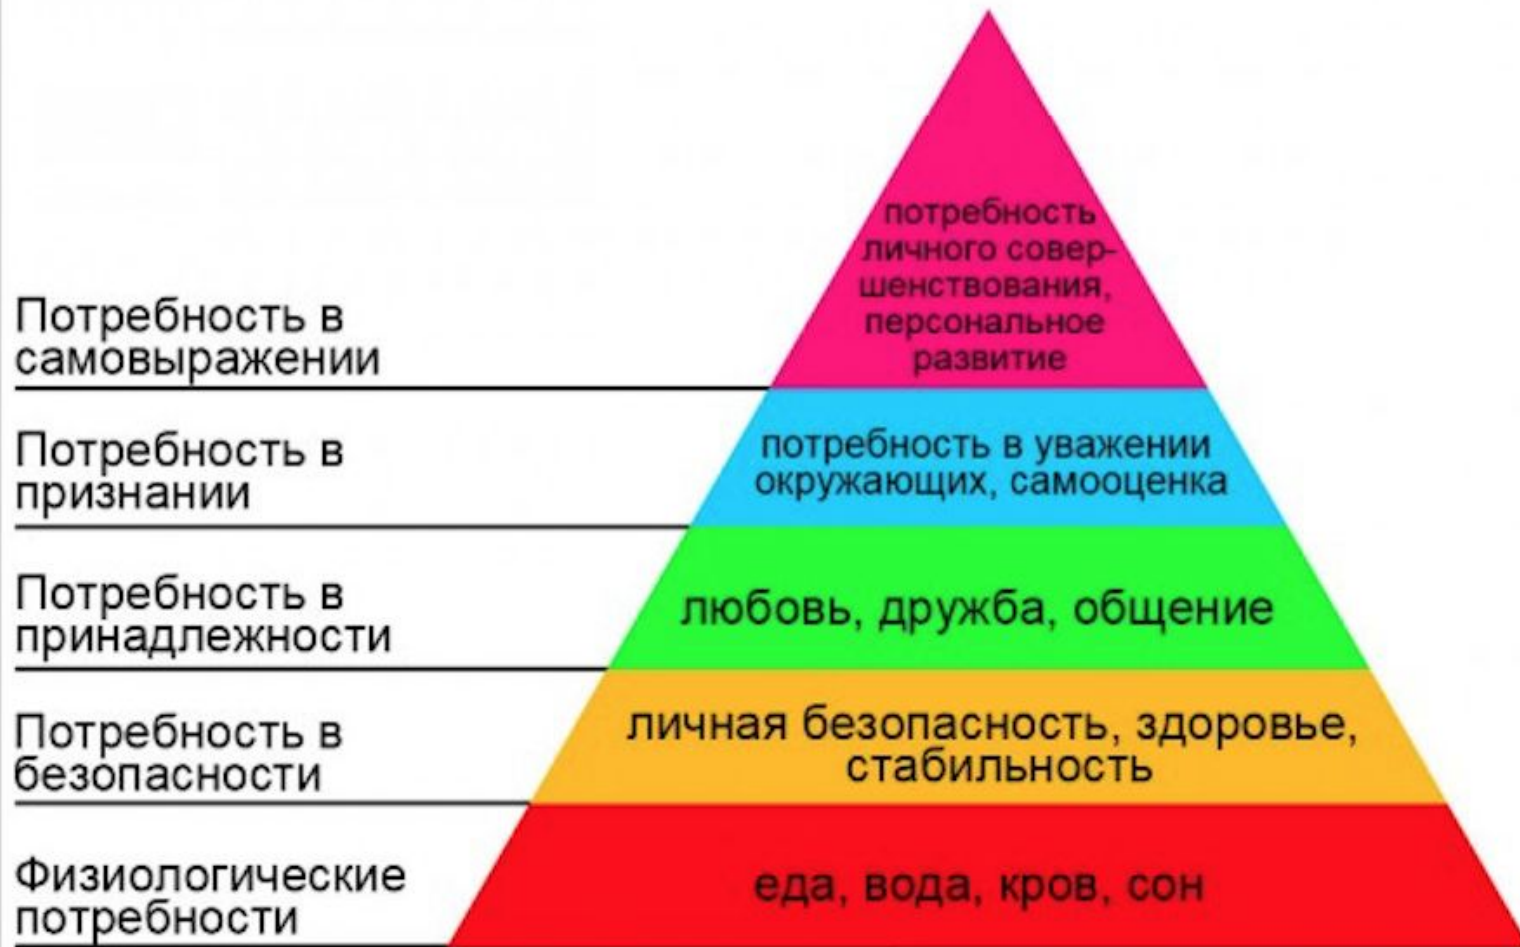 потребность
личного совер-
шенствования,
персональное
развитие
Потребность в
самовыражении
потребность в уважении
окружающих, самооценка
Потребность в
признании
любовь, дружба, общение
Потребность в
принадлежности
личная безопасность, здоровье,
стабильность
Потребность в
безопасности
еда, вода, кров, сон
Физиологические
потребности